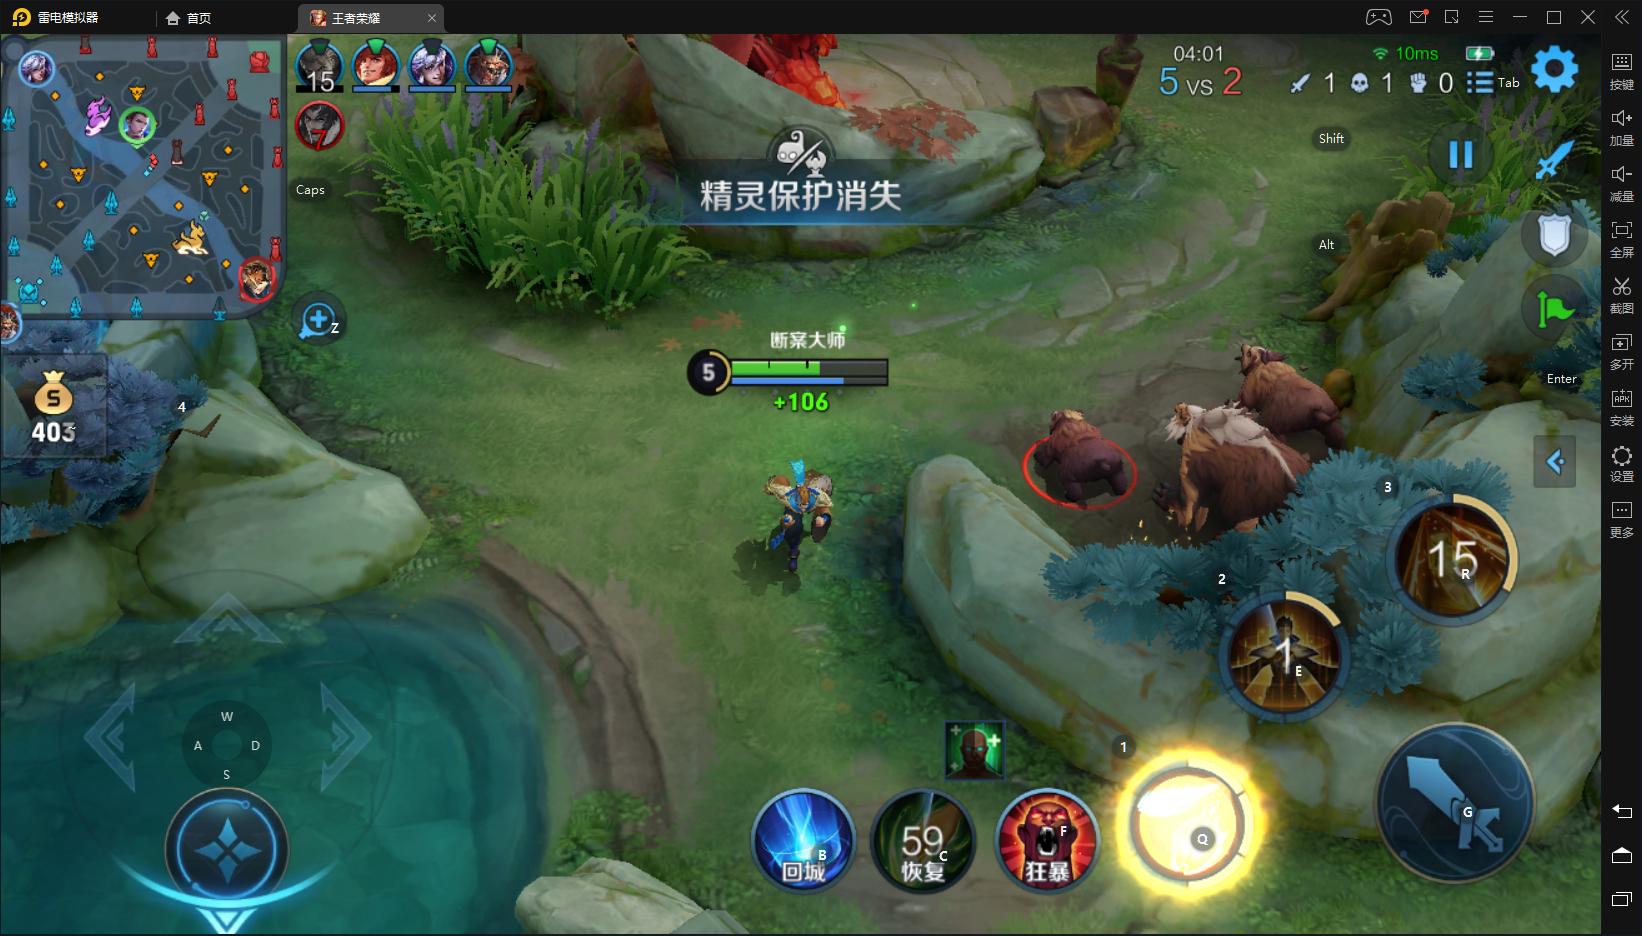 雷电模拟器
首页
王者荣耀
15
7
Caps
Z
04:01
5 vs 2
10ms
1
1
0
Tab
Shift
Alt
Enter
精灵保护消失
403
4
断案大师
5
+106
3
15
R
2
1
E
1
Q
G
W
A
D
S
B
回城
59
C
恢复
F
狂暴
按键
加量
减量
全屏
截图
多开
APK
安装
设置
更多